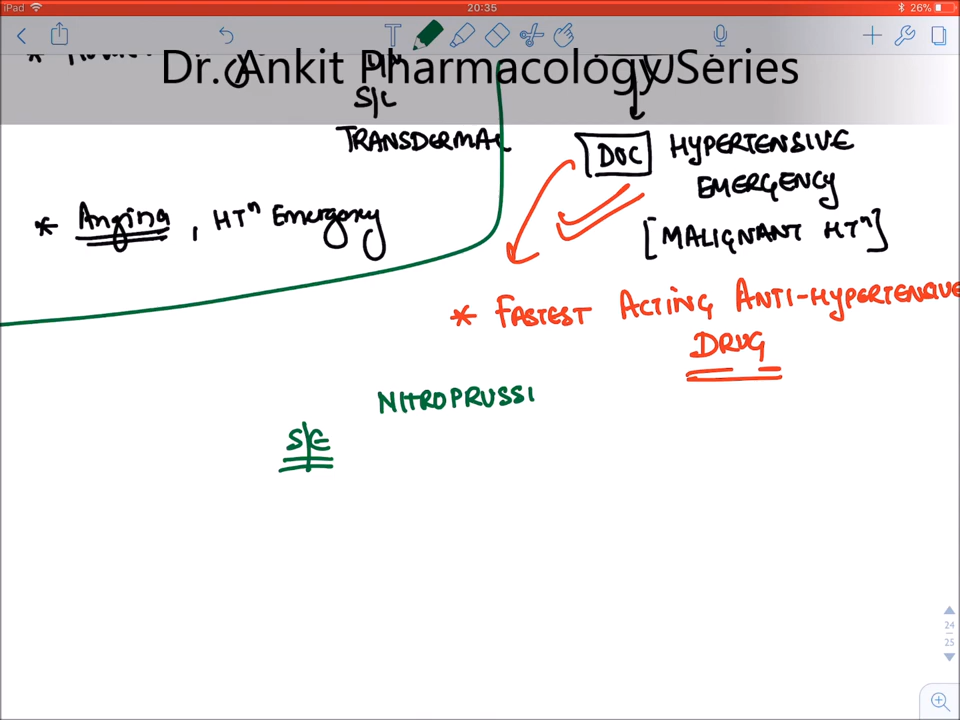 iPad 20:35 26%
T
Dr. Ankit Pharmacology Series
S/L
TRANSDERMAL
DOC HYPERTENSIVE
EMERGENCY
[MALIGNANT HTⁿ]
* Angina, HTⁿ Emergency
* FASTEST ACTING ANTI-HYPERTENSIVE
DRUG
NITROPRUSSI
S/E
24
25